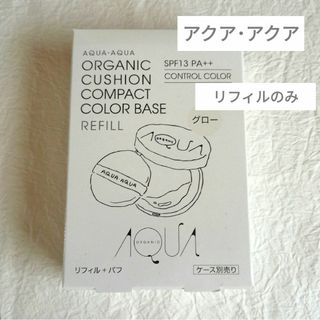 アクア・アクア
リフィルのみ
AQUA・AQUA
ORGANIC
CUSHION
COMPACT
COLOR BASE
REFILL
SPF13 PA++
CONTROL COLOR
グロー
AQUA
ORGANIC
AQUA AQUA
AQUA
ORGANIC
リフィル + パフ
ケース別売り